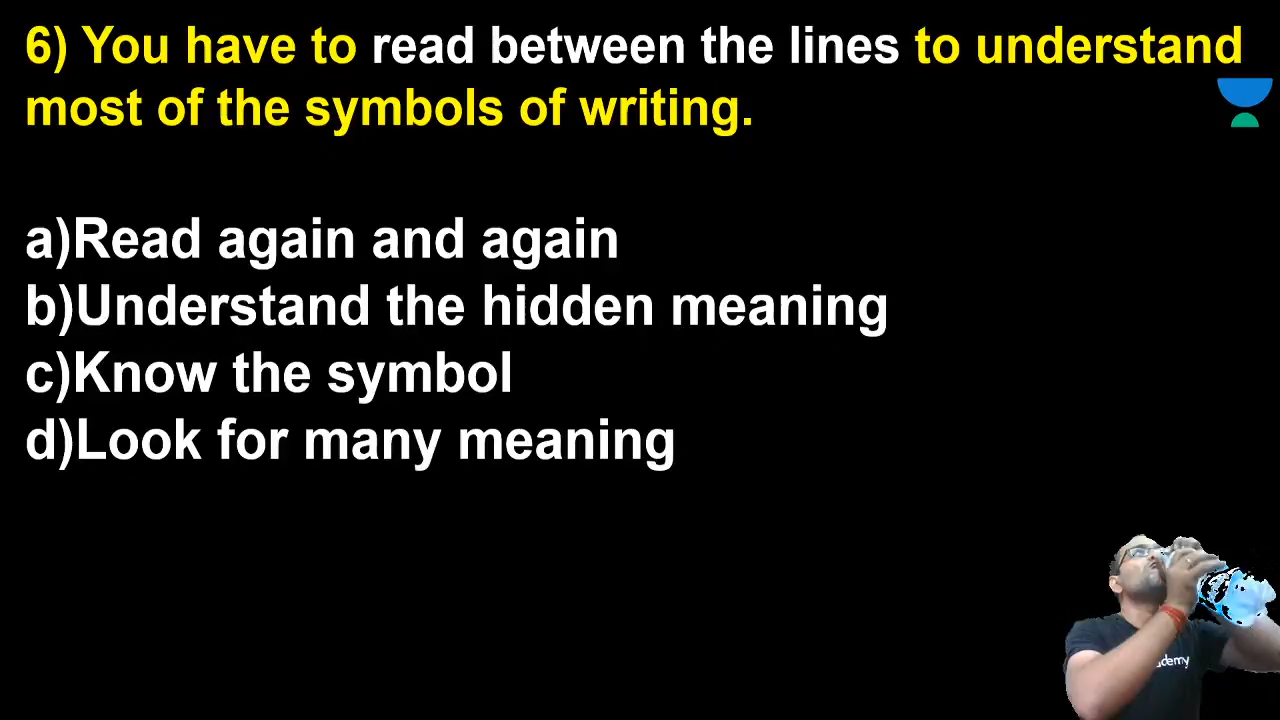 6) You have to read between the lines to understand
most of the symbols of writing.
a)Read again and again
b)Understand the hidden meaning
c)Know the symbol
d)Look for many meaning
ademy